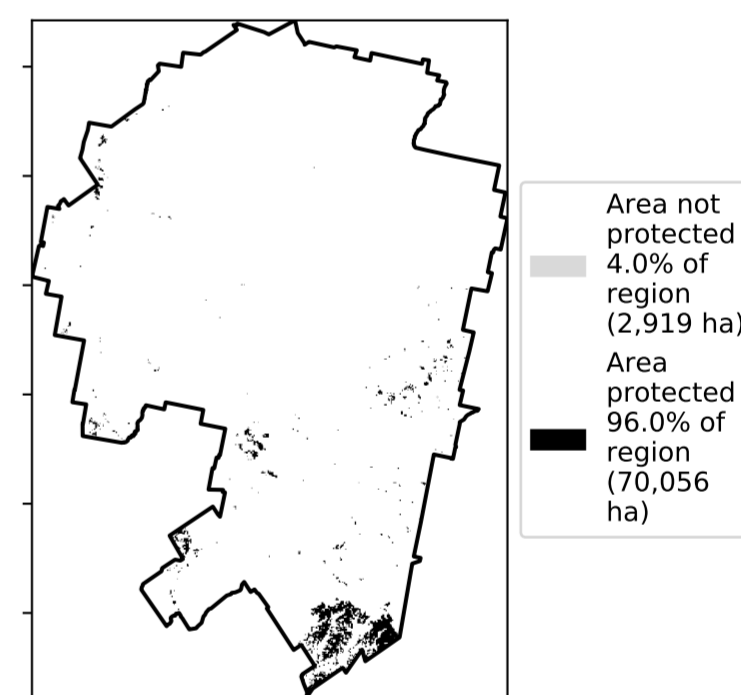 Area not
protected
4.0% of
region
(2,919 ha)
Area
protected
96.0% of
region
(70,056
ha)